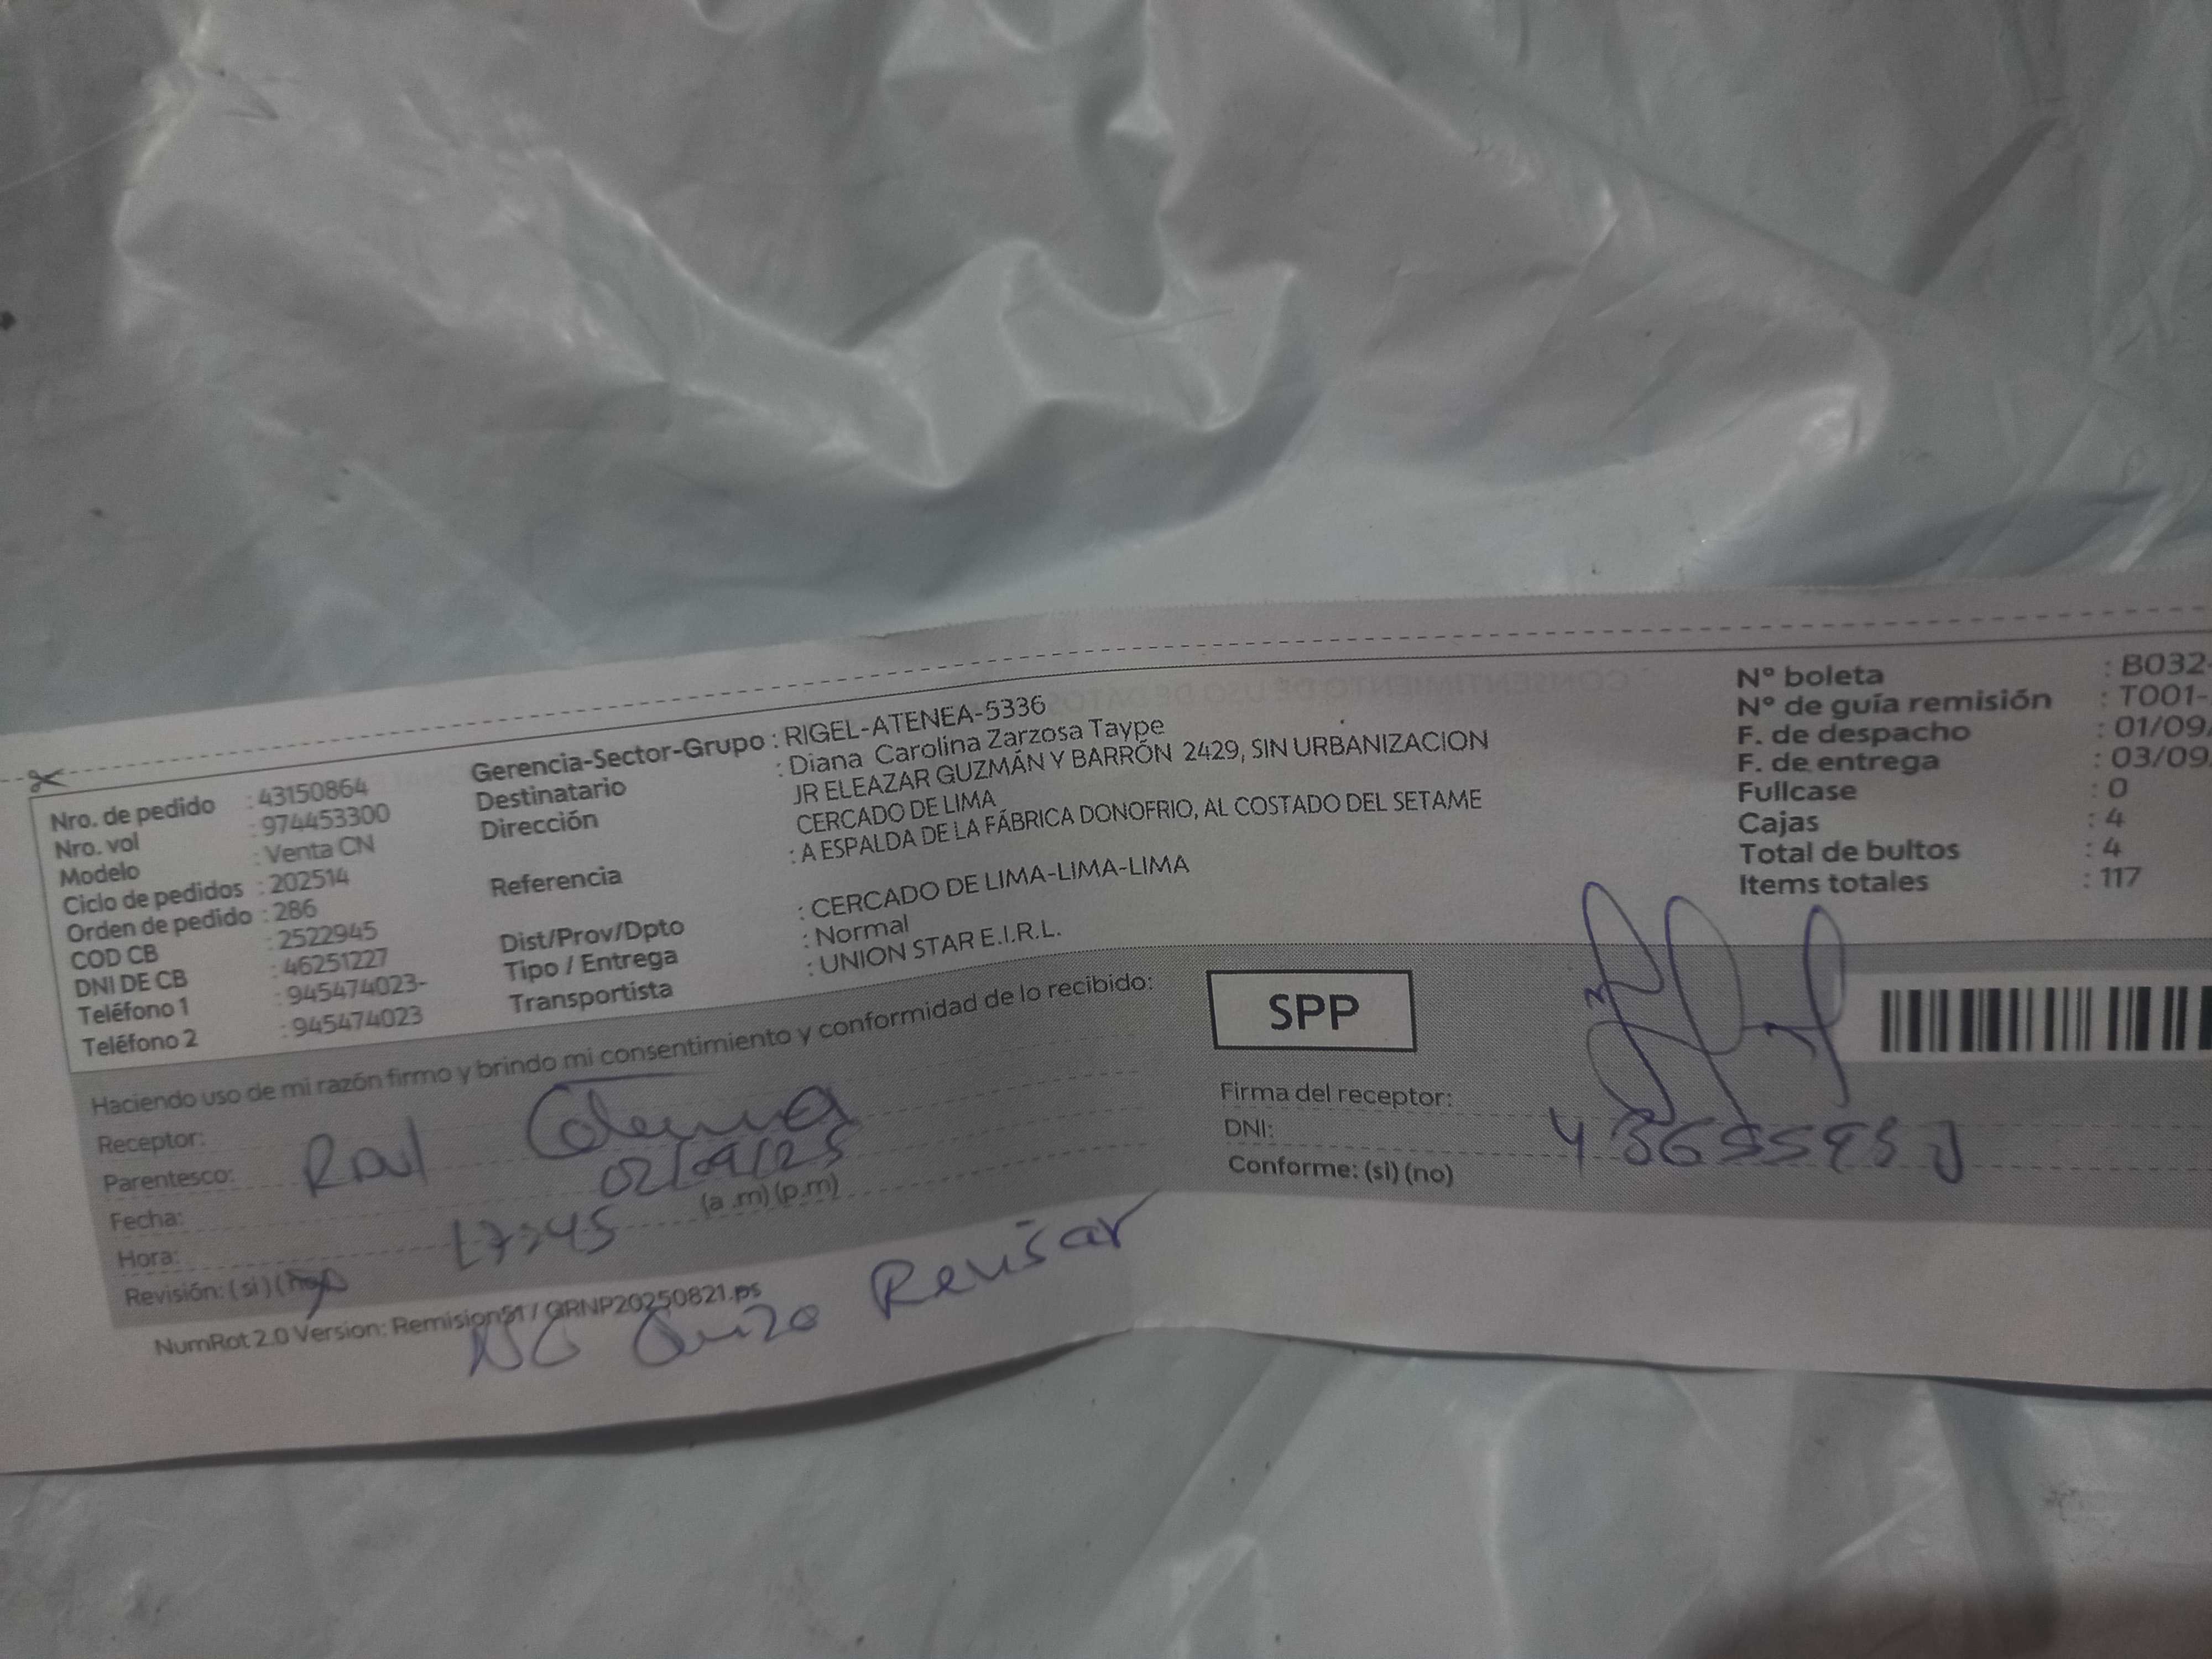 Nro. de pedido : 43150864
Nro. vol : 974453300
Modelo : Venta CN
Ciclo de pedidos : 202514
Orden de pedido : 286
COD CB : 2522945
DNI DE CB : 46251227
Teléfono 1 : 945474023-
Teléfono 2 : 945474023
Gerencia-Sector-Grupo : RIGEL-ATENEA-5336
Destinatario : Diana Carolina Zarzosa Taype
Dirección JR ELEAZAR GUZMÁN Y BARRÓN 2429, SIN URBANIZACION
CERCADO DE LIMA
Referencia : A ESPALDA DE LA FÁBRICA DONOFRIO, AL COSTADO DEL SETAME
Dist/Prov/Dpto : CERCADO DE LIMA-LIMA-LIMA
Tipo / Entrega : Normal
Transportista : UNION STAR E.I.R.L.
N° boleta : B032-
N° de guía remisión : T001-
F. de despacho : 01/09/
F. de entrega : 03/09/
Fullcase : 0
Cajas : 4
Total de bultos : 4
Items totales : 117
Haciendo uso de mi razón firmo y brindo mi consentimiento y conformidad de lo recibido:
Receptor:
Parentesco: Raul
Fecha: 02/09/25
Hora: 17:45 (a.m) (p.m)
Revisión: (si) (no)
SPP
Firma del receptor:
DNI:
Conforme: (si) (no)
NumRot 2.0 Version: Remision51 / QRNP20250821.ps
NO Quizo Revisar